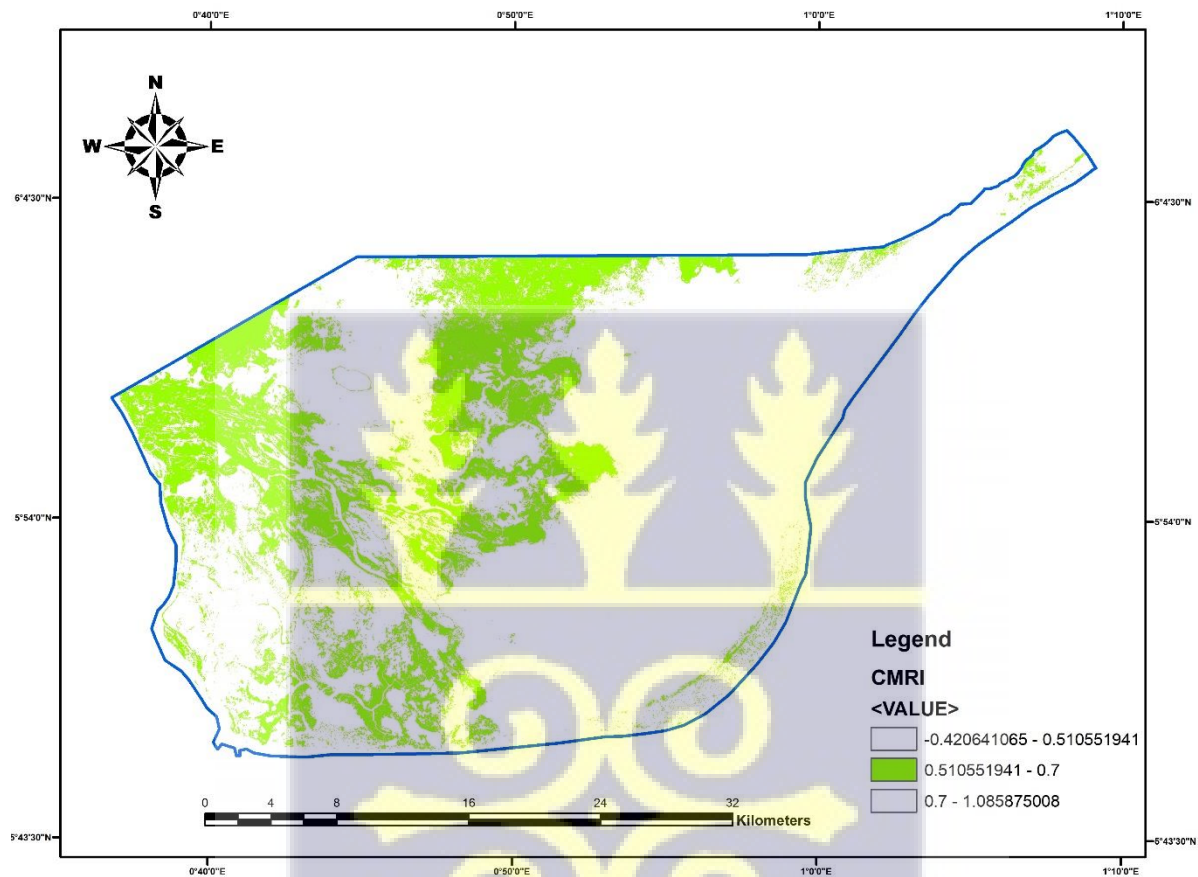 0°40'0"E 0°50'0"E 1°0'0"E 1°10'0"E
N
W E
S
6°4'30"N 6°4'30"N
5°54'0"N 5°54'0"N
Legend
CMRI
<VALUE>
-0.420641065 - 0.510551941
0.510551941 - 0.7
0.7 - 1.085875008
0 4 8 16 24 32
Kilometers
5°43'30"N 5°43'30"N
0°40'0"E 0°50'0"E 1°0'0"E 1°10'0"E